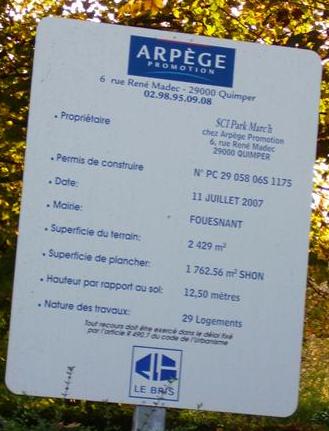 ARPÈGE
PROMOTION
6 rue René Madec - 29000 Quimper
02.98.95.09.08
• Propriétaire
SCI Park Marc'h
chez Arpège Promotion
6, rue René Madec
29000 QUIMPER
• Permis de construire
N° PC 29 058 06S 1175
• Date:
11 JUILLET 2007
• Mairie:
FOUESNANT
• Superficie du terrain:
2 429 m²
• Superficie de plancher:
1 762.56 m² SHON
• Hauteur par rapport au sol:
12,50 mètres
• Nature des travaux:
29 Logements
Tout recours doit être exercé dans le délai fixé
par l'article R 490.7 du code de l'Urbanisme
LE BRIS